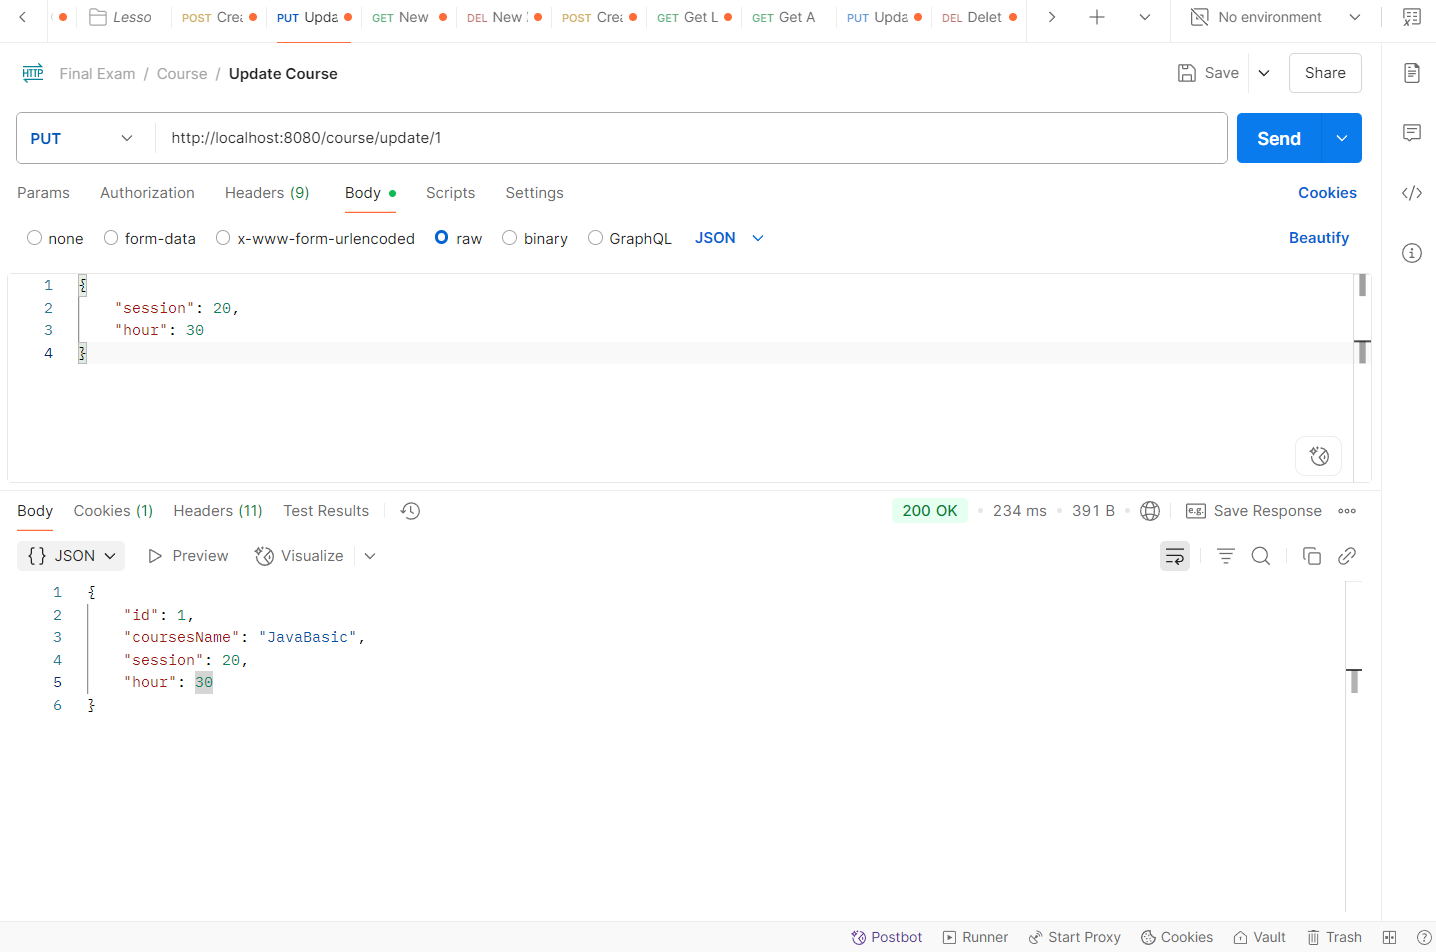 Lesso POST Crea PUT Upda GET New DEL New POST Crea GET Get L GET Get A PUT Upda DEL Delet No environment
HTTP Final Exam / Course / Update Course Save Share
PUT http://localhost:8080/course/update/1 Send
Params Authorization Headers (9) Body Scripts Settings Cookies
none form-data x-www-form-urlencoded raw binary GraphQL JSON Beautify
1 {
2 "session": 20,
3 "hour": 30
4 }
Body Cookies (1) Headers (11) Test Results 200 OK 234 ms 391 B e.g. Save Response
{} JSON Preview Visualize
1 {
2 "id": 1,
3 "coursesName": "JavaBasic",
4 "session": 20,
5 "hour": 30
6 }
Postbot Runner Start Proxy Cookies Vault Trash